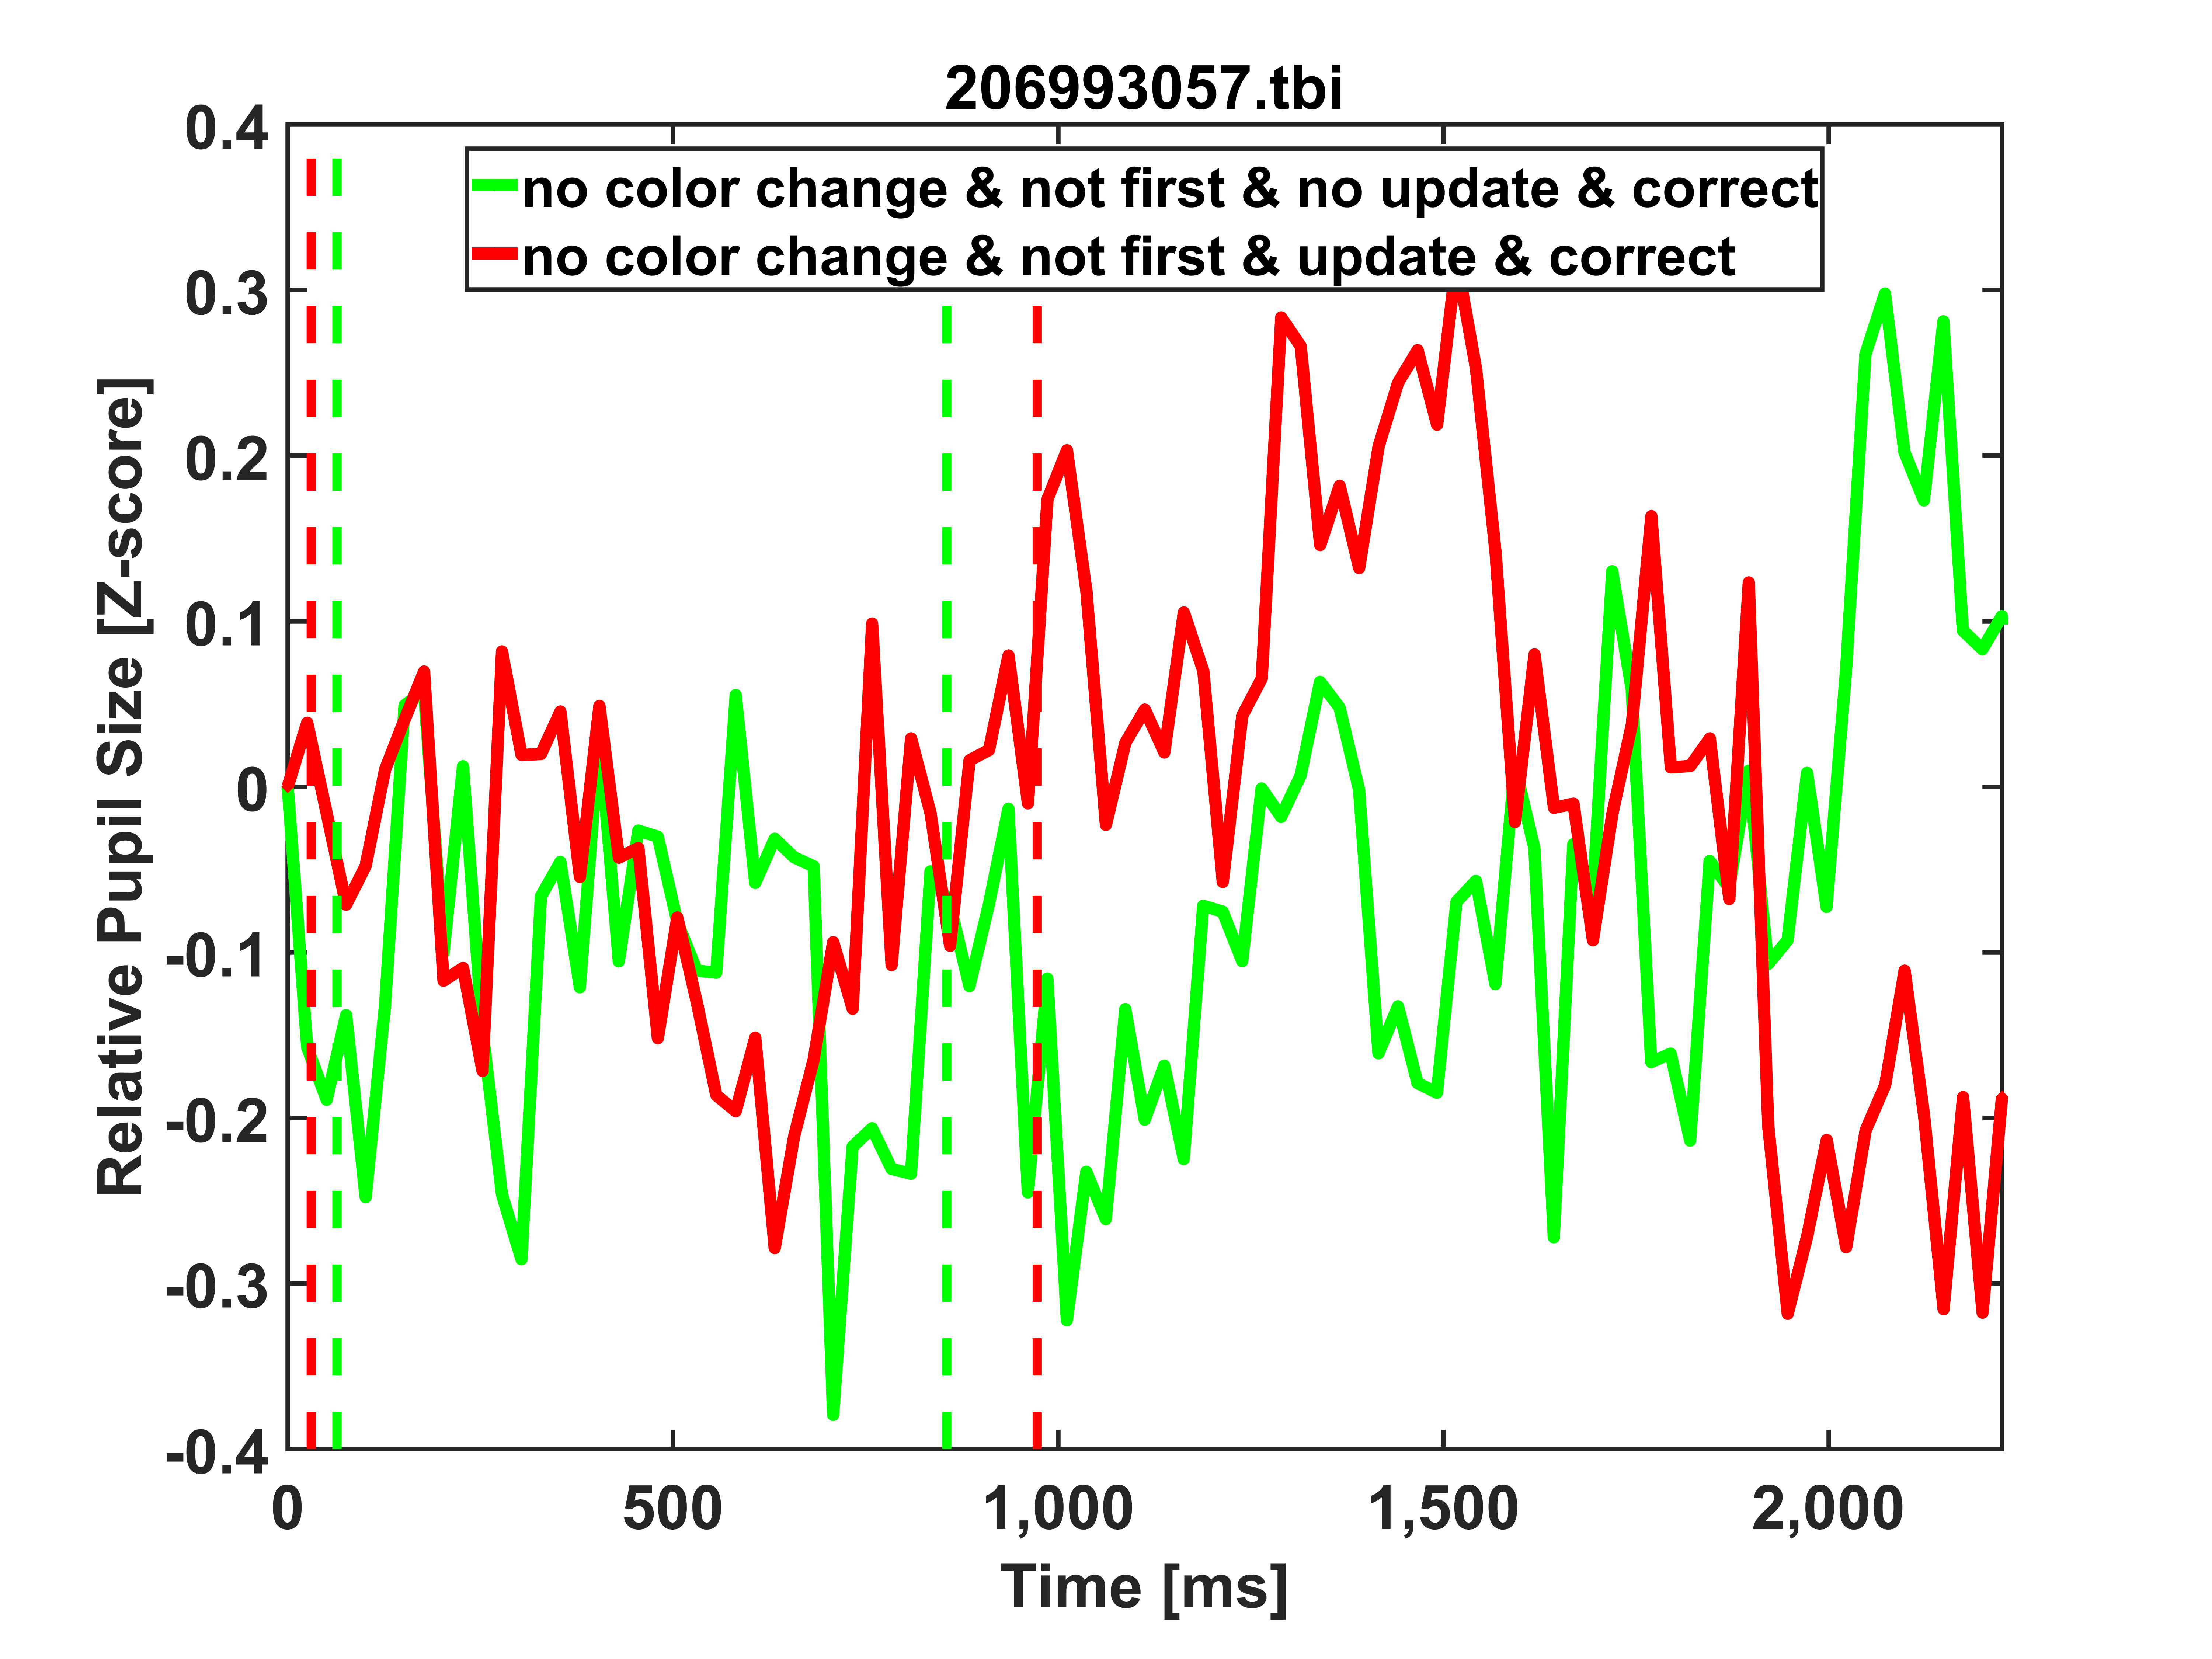 206993057.tbi
no color change & not first & no update & correct
no color change & not first & update & correct
Relative Pupil Size [Z-score]
0.4
0.3
0.2
0.1
0
-0.1
-0.2
-0.3
-0.4
0 500 1,000 1,500 2,000
Time [ms]